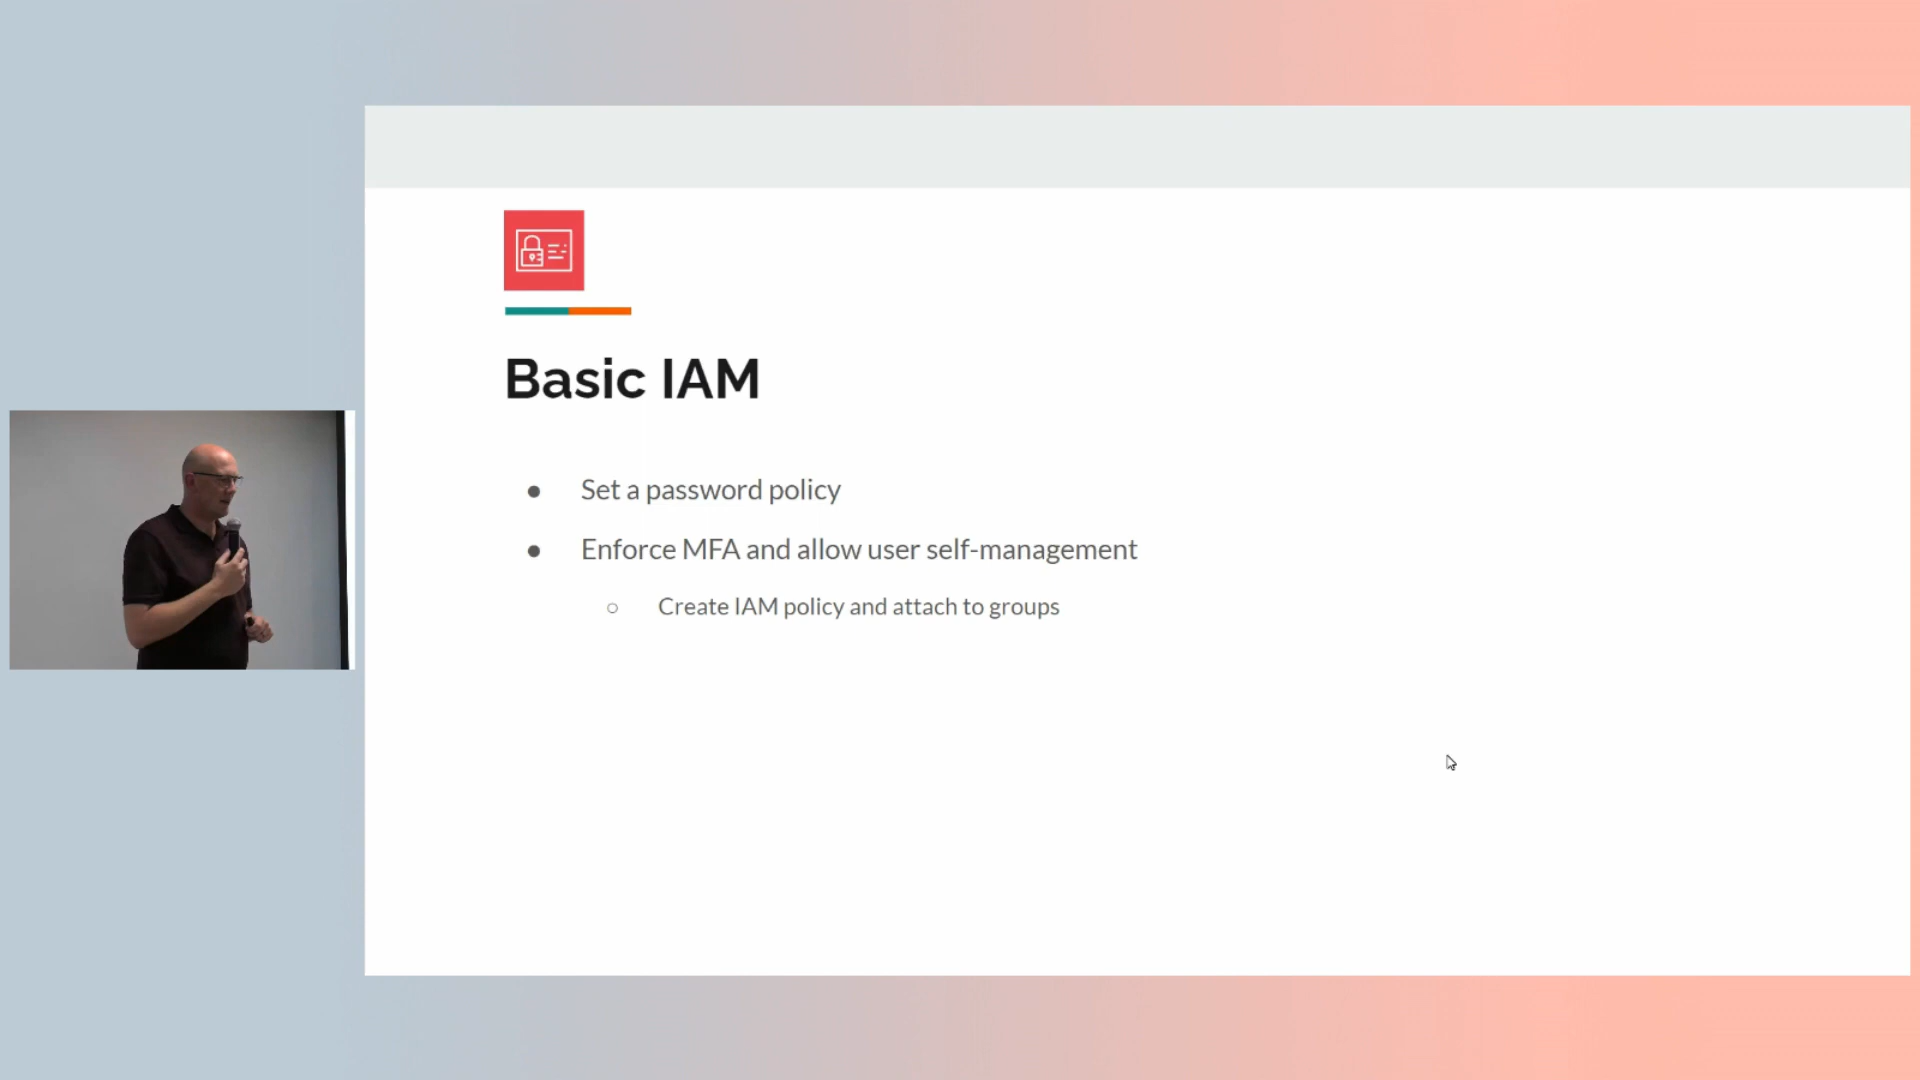 Basic IAM
Set a password policy
Enforce MFA and allow user self-management
Create IAM policy and attach to groups